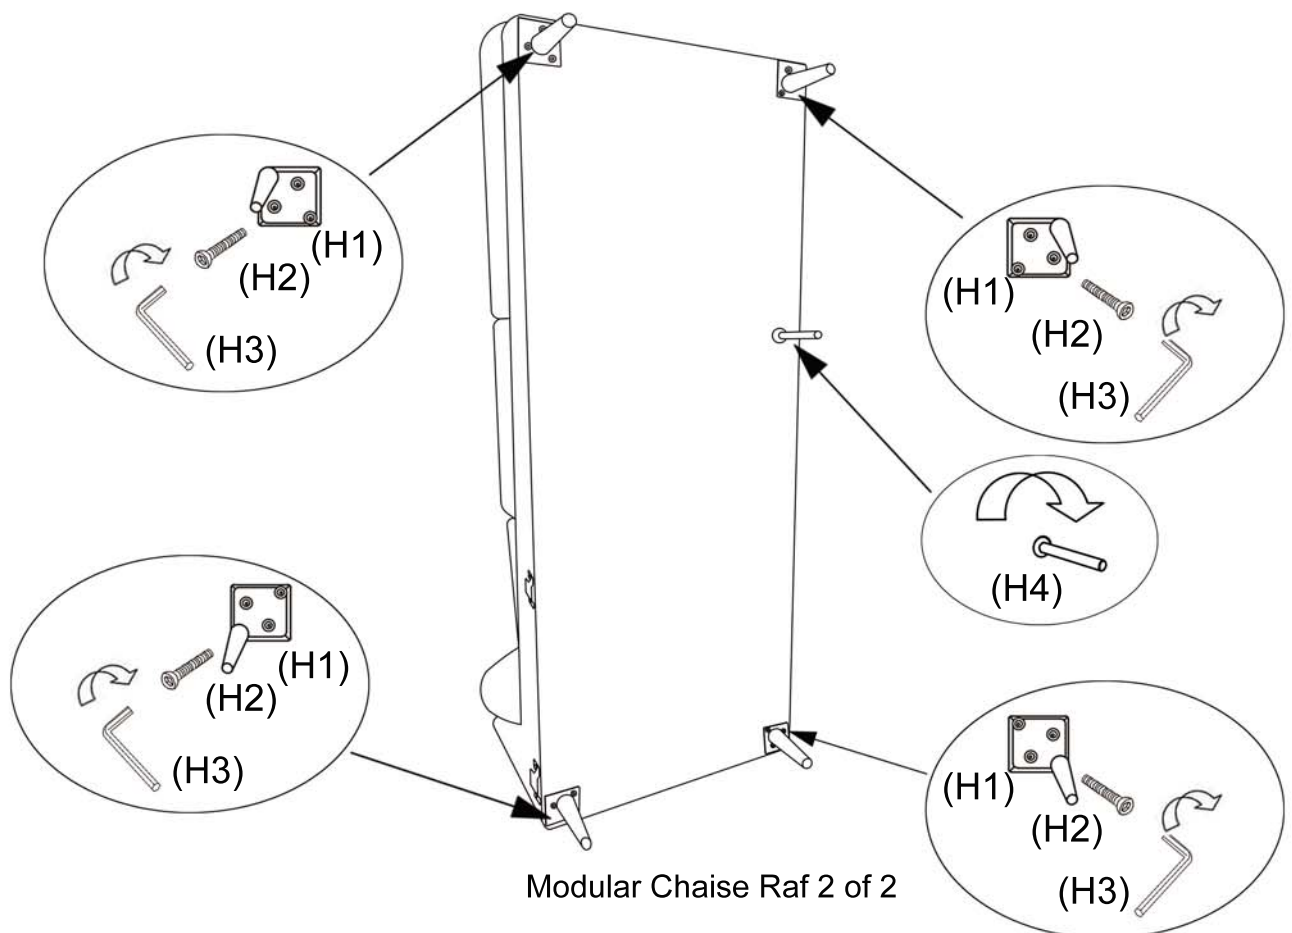 (H1)
(H2)
(H3)
(H1)
(H2)
(H3)
(H4)
(H1)
(H2)
(H3)
(H1)
(H2)
(H3)
Modular Chaise Raf 2 of 2